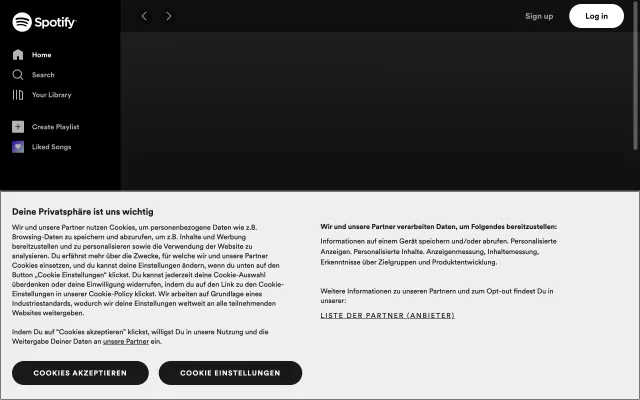 Spotify
Sign up
Log in
Home
Search
Your Library
Create Playlist
Liked Songs
Deine Privatsphäre ist uns wichtig
Wir und unsere Partner nutzen Cookies, um personenbezogene Daten wie z.B.
Browsing-Daten zu speichern und abzurufen, um z.B. Inhalte und Werbung
bereitzustellen und zu personalisieren sowie die Verwendung der Website zu
analysieren. Du erfährst mehr über die Zwecke, für welche wir und unsere Partner
Cookies einsetzen, und du kannst deine Einstellungen ändern, wenn du unten auf den
Button „Cookie Einstellungen“ klickst. Du kannst jederzeit deine Cookie-Auswahl
überdenken oder deine Einwilligung widerrufen, indem du auf den Link zu den Cookie-
Einstellungen in unserer Cookie-Policy klickst. Wir arbeiten auf Grundlage eines
Industriestandards, wodurch wir deine Einstellungen weltweit an alle teilnehmenden
Websites weitergeben.
Indem Du auf “Cookies akzeptieren” klickst, willigst Du in unsere Nutzung und die
Weitergabe Deiner Daten an unsere Partner ein.
COOKIES AKZEPTIEREN
COOKIE EINSTELLUNGEN
Wir und unsere Partner verarbeiten Daten, um Folgendes bereitzustellen:
Informationen auf einem Gerät speichern und/oder abrufen. Personalisierte
Anzeigen. Personalisierte Inhalte. Anzeigenmessung, Inhaltemessung,
Erkenntnisse über Zielgruppen und Produktentwicklung.
Weitere Informationen zu unseren Partnern und zum Opt-out findest Du in
unserer:
LISTE DER PARTNER (ANBIETER)